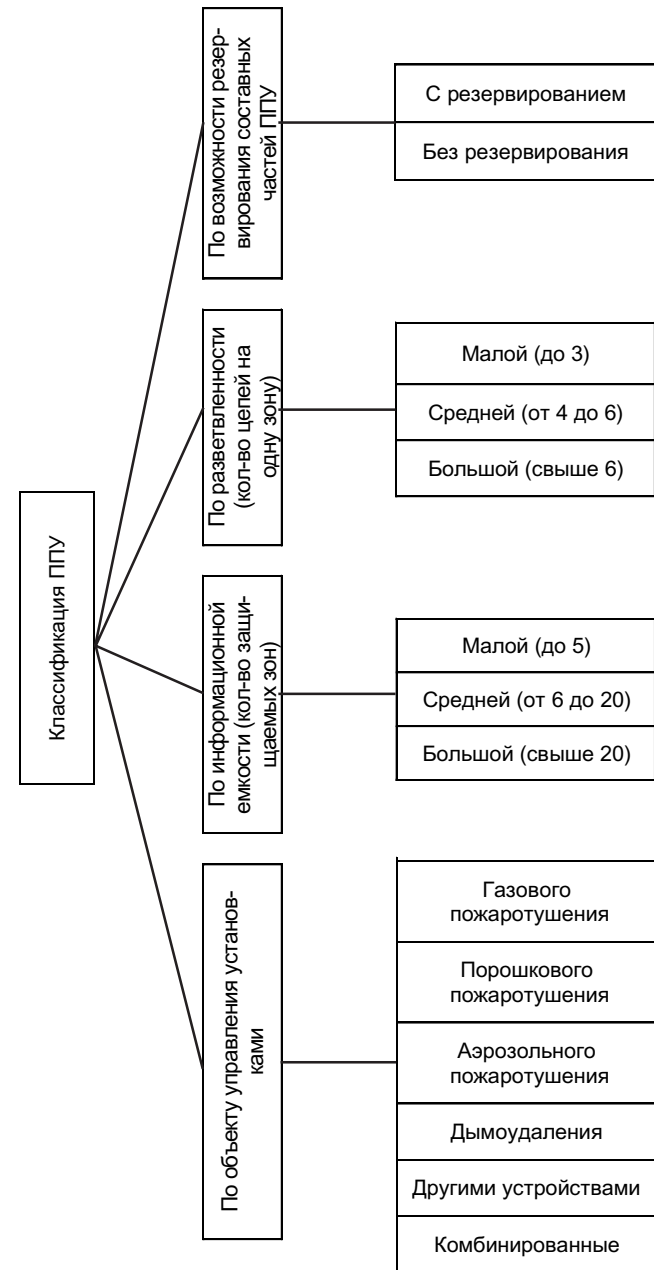 Классификация ППУ
По возможности резер-
вирования составных
частей ППУ
С резервированием
Без резервирования
По разветвленности
(кол-во цепей на
одну зону)
Малой (до 3)
Средней (от 4 до 6)
Большой (свыше 6)
По информационной
емкости (кол-во защи-
щаемых зон)
Малой (до 5)
Средней (от 6 до 20)
Большой (свыше 20)
По объекту управления установ-
ками
Газового
пожаротушения
Порошкового
пожаротушения
Аэрозольного
пожаротушения
Дымоудаления
Другими устройствами
Комбинированные